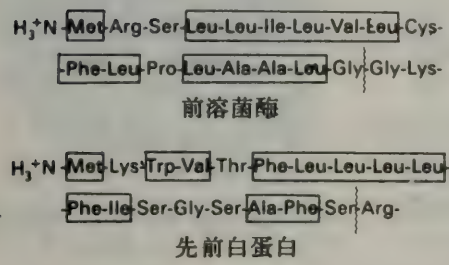 H₃⁺N-Met-Arg-Ser-Leu-Leu-Ile-Leu-Val-Leu-Cys-
-Phe-Leu-Pro-Leu-Ala-Ala-Leu-Gly-Gly-Lys-
前溶菌酶
H₃⁺N-Met-Lys-Trp-Val-Thr-Phe-Leu-Leu-Leu-Leu-
-Phe-Ile-Ser-Gly-Ser-Ala-Phe-Ser-Arg-
先前白蛋白